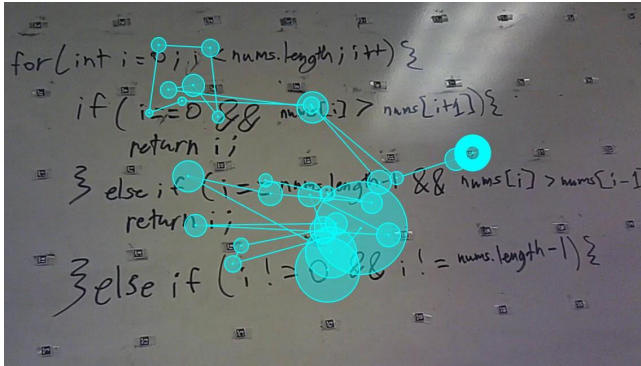 for(int i=0; i < nums.length; i++){
if( i==0 && nums[i] > nums[i+1]){
return i;
} else if ( i == nums.length-1 && nums[i] > nums[i-1]
return i;
} else if ( i != 0 && i != nums.length-1){